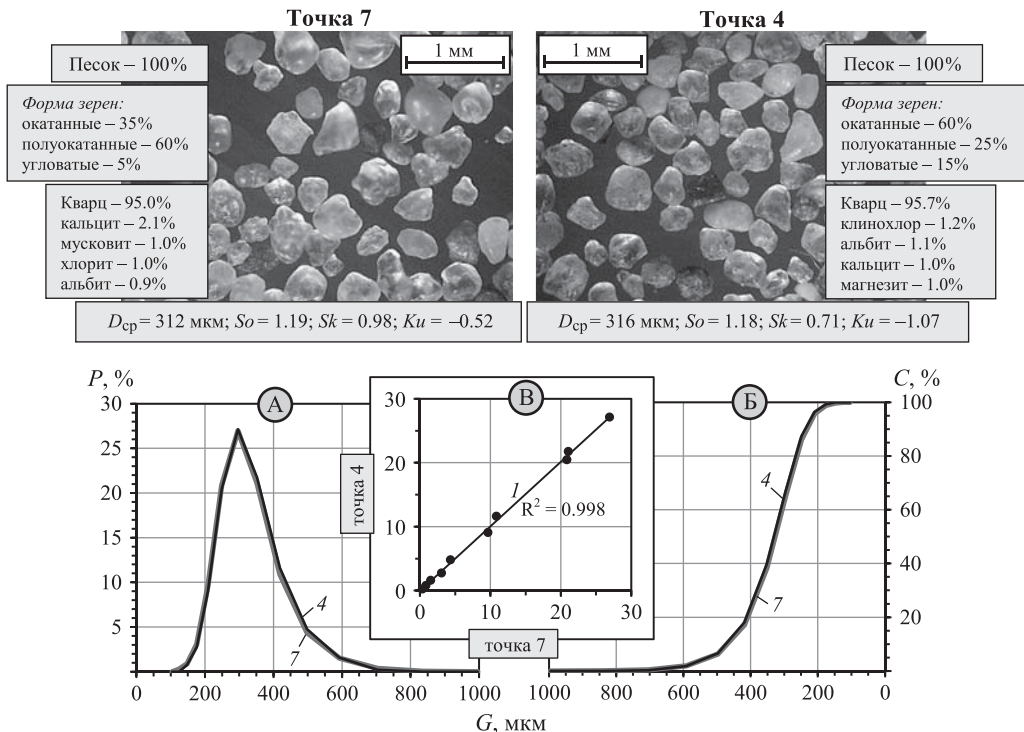 Точка 7
1 мм
Песок – 100%
Форма зерен:
окатанные – 35%
полуокатанные – 60%
угловатые – 5%
Кварц – 95.0%
кальцит – 2.1%
мусковит – 1.0%
хлорит – 1.0%
альбит – 0.9%
Dср = 312 мкм; So = 1.19; Sk = 0.98; Ku = –0.52
Точка 4
1 мм
Песок – 100%
Форма зерен:
окатанные – 60%
полуокатанные – 25%
угловатые – 15%
Кварц – 95.7%
клинохлор – 1.2%
альбит – 1.1%
кальцит – 1.0%
магнезит – 1.0%
Dср = 316 мкм; So = 1.18; Sk = 0.71; Ku = –1.07
P, %
30
25
20
15
10
5
А
4
7
0 200 400 600 800 1000
В
30
20
10
0
точка 4
1
R² = 0.998
0 10 20 30
точка 7
Б
C, %
100
80
60
40
20
0
4
7
1000 800 600 400 200 0
G, мкм